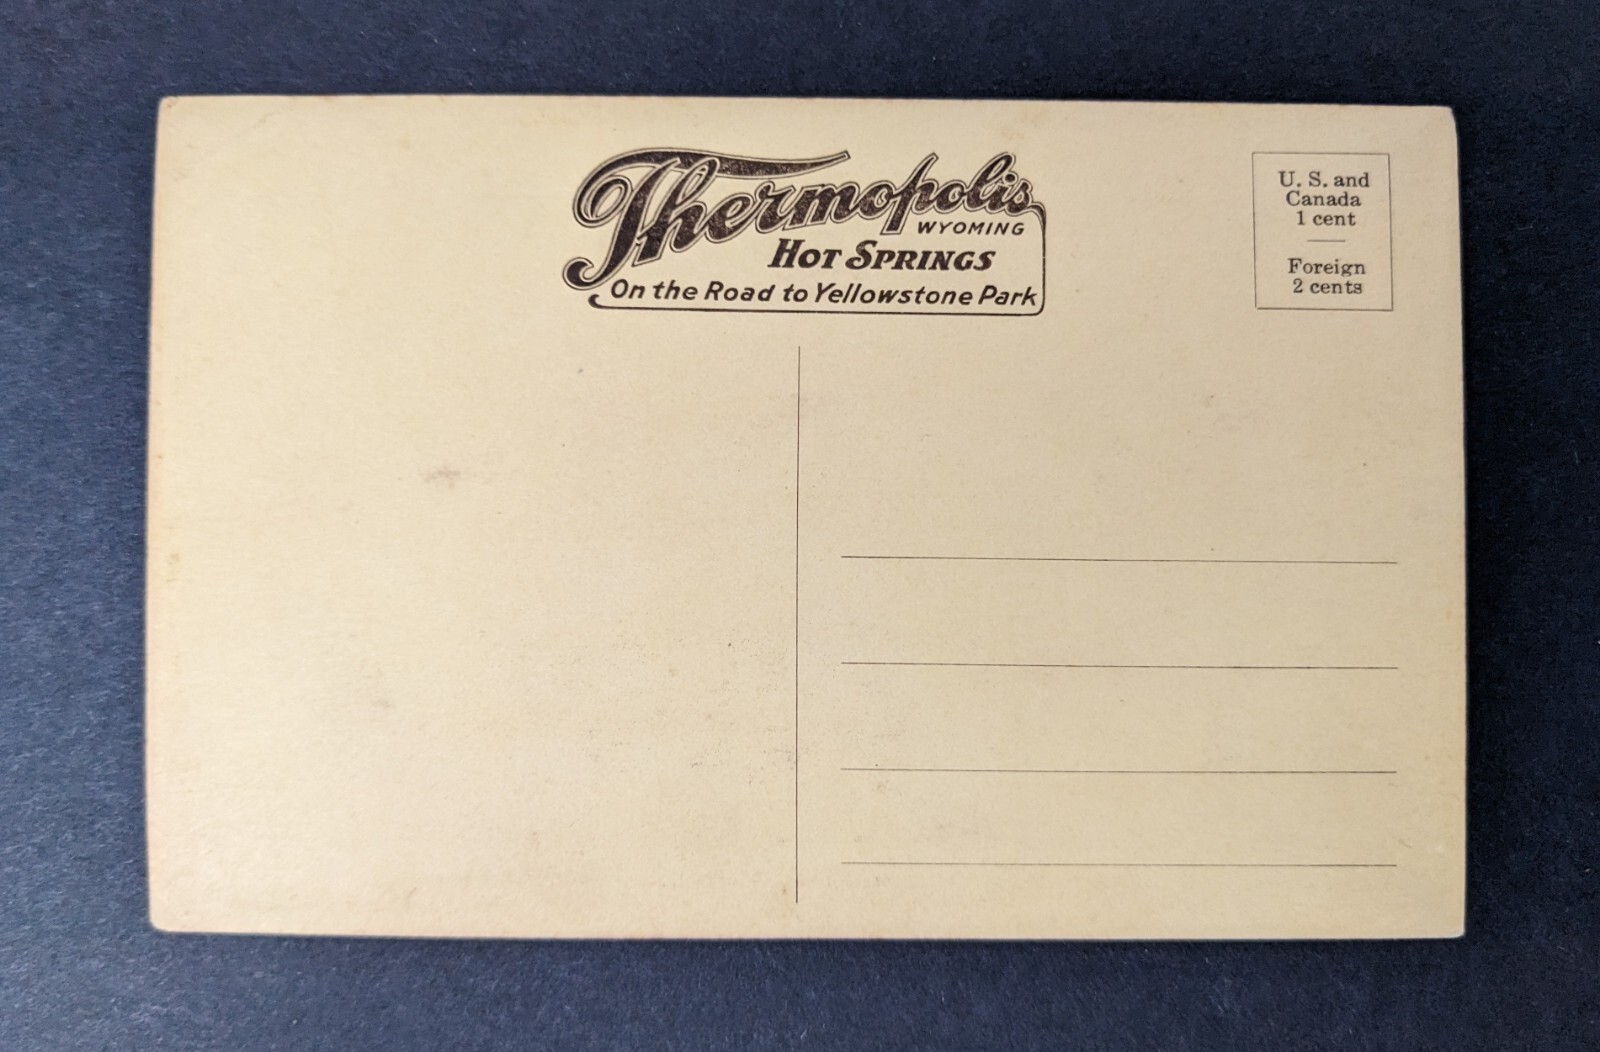 Thermopolis
WYOMING
HOT SPRINGS
On the Road to Yellowstone Park
U. S. and
Canada
1 cent
Foreign
2 cents